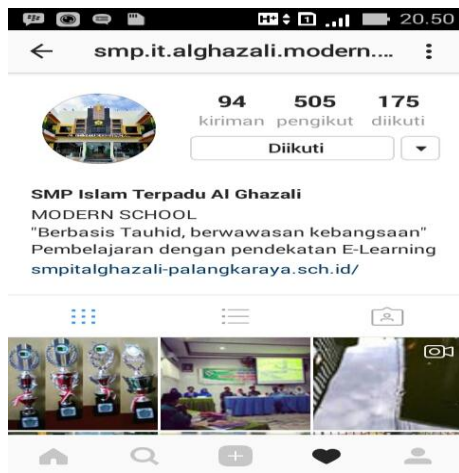 H+ 1 20.50
smp.it.alghazali.modern....
94 505 175
kiriman pengikut diikuti
Diikuti
SMP Islam Terpadu Al Ghazali
MODERN SCHOOL
"Berbasis Tauhid, berwawasan kebangsaan"
Pembelajaran dengan pendekatan E-Learning
smpitalghazali-palangkaraya.sch.id/